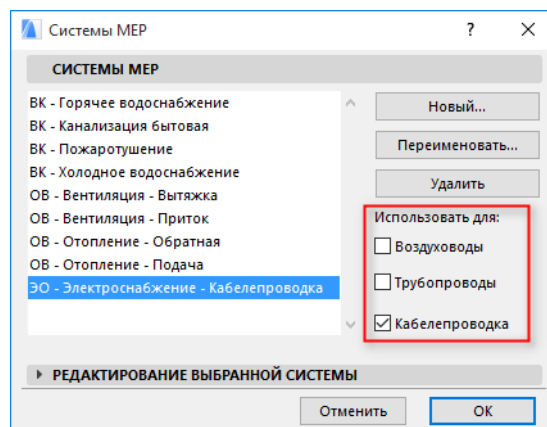 Системы MEP
?
СИСТЕМЫ MEP
ВК - Горячее водоснабжение
ВК - Канализация бытовая
ВК - Пожаротушение
ВК - Холодное водоснабжение
ОВ - Вентиляция - Вытяжка
ОВ - Вентиляция - Приток
ОВ - Отопление - Обратная
ОВ - Отопление - Подача
ЭО - Электроснабжение - Кабелепроводка
Новый...
Переименовать...
Удалить
Использовать для:
Воздуховоды
Трубопроводы
Кабелепроводка
РЕДАКТИРОВАНИЕ ВЫБРАННОЙ СИСТЕМЫ
Отменить
ОК